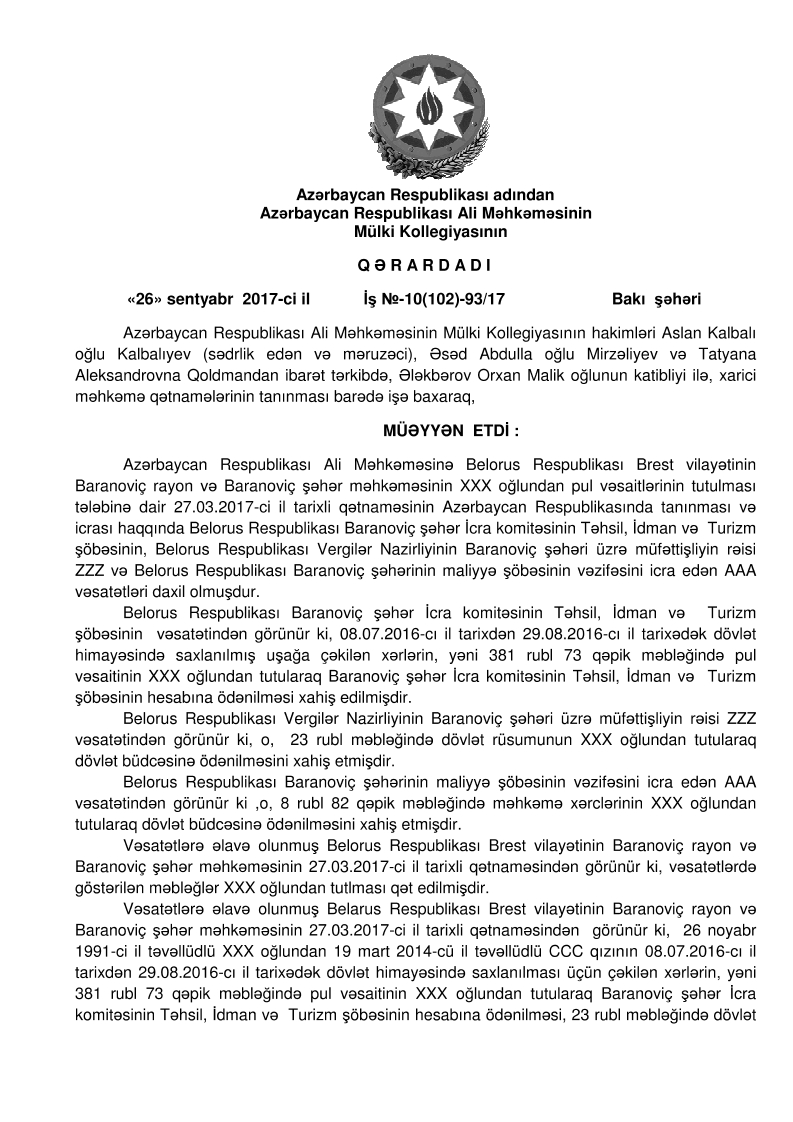 Azərbaycan Respublikası adından
Azərbaycan Respublikası Ali Məhkəməsinin
Mülki Kollegiyasının
Q Ə R A R D A D I
«26» sentyabr 2017-ci il İş №-10(102)-93/17 Bakı şəhəri
Azərbaycan Respublikası Ali Məhkəməsinin Mülki Kollegiyasının hakimləri Aslan Kalbalı
oğlu Kalbalıyev (sədrlik edən və məruzəçi), Əsəd Abdulla oğlu Mirzəliyev və Tatyana
Aleksandrovna Qoldmandan ibarət tərkibdə, Ələkbərov Orxan Malik oğlunun katibliyi ilə, xarici
məhkəmə qətnamələrinin tanınması barədə işə baxaraq,
MÜƏYYƏN ETDİ :
Azərbaycan Respublikası Ali Məhkəməsinə Belorus Respublikası Brest vilayətinin
Baranoviç rayon və Baranoviç şəhər məhkəməsinin XXX oğlundan pul vəsaitlərinin tutulması
tələbinə dair 27.03.2017-ci il tarixli qətnaməsinin Azərbaycan Respublikasında tanınması və
icrası haqqında Belorus Respublikası Baranoviç şəhər İcra komitəsinin Təhsil, İdman və Turizm
şöbəsinin, Belorus Respublikası Vergilər Nazirliyinin Baranoviç şəhəri üzrə müfəttişliyin rəisi
ZZZ və Belorus Respublikası Baranoviç şəhərinin maliyyə şöbəsinin vəzifəsini icra edən AAA
vəsatətləri daxil olmuşdur.
Belorus Respublikası Baranoviç şəhər İcra komitəsinin Təhsil, İdman və Turizm
şöbəsinin vəsatətindən görünür ki, 08.07.2016-cı il tarixdən 29.08.2016-cı il tarixədək dövlət
himayəsində saxlanılmış uşağa çəkilən xərlərin, yəni 381 rubl 73 qəpik məbləğində pul
vəsaitinin XXX oğlundan tutularaq Baranoviç şəhər İcra komitəsinin Təhsil, İdman və Turizm
şöbəsinin hesabına ödənilməsi xahiş edilmişdir.
Belorus Respublikası Vergilər Nazirliyinin Baranoviç şəhəri üzrə müfəttişliyin rəisi ZZZ
vəsatətindən görünür ki, o, 23 rubl məbləğində dövlət rüsumunun XXX oğlundan tutularaq
dövlət büdcəsinə ödənilməsini xahiş etmişdir.
Belorus Respublikası Baranoviç şəhərinin maliyyə şöbəsinin vəzifəsini icra edən AAA
vəsatətindən görünür ki ,o, 8 rubl 82 qəpik məbləğində məhkəmə xərclərinin XXX oğlundan
tutularaq dövlət büdcəsinə ödənilməsini xahiş etmişdir.
Vəsatətlərə əlavə olunmuş Belorus Respublikası Brest vilayətinin Baranoviç rayon və
Baranoviç şəhər məhkəməsinin 27.03.2017-ci il tarixli qətnaməsindən görünür ki, vəsatətlərdə
göstərilən məbləğlər XXX oğlundan tutlması qət edilmişdir.
Vəsatətlərə əlavə olunmuş Belarus Respublikası Brest vilayətinin Baranoviç rayon və
Baranoviç şəhər məhkəməsinin 27.03.2017-ci il tarixli qətnaməsindən görünür ki, 26 noyabr
1991-ci il təvəllüdlü XXX oğlundan 19 mart 2014-cü il təvəllüdlü CCC qızının 08.07.2016-cı il
tarixdən 29.08.2016-cı il tarixədək dövlət himayəsində saxlanılması üçün çəkilən xərlərin, yəni
381 rubl 73 qəpik məbləğində pul vəsaitinin XXX oğlundan tutularaq Baranoviç şəhər İcra
komitəsinin Təhsil, İdman və Turizm şöbəsinin hesabına ödənilməsi, 23 rubl məbləğində dövlət